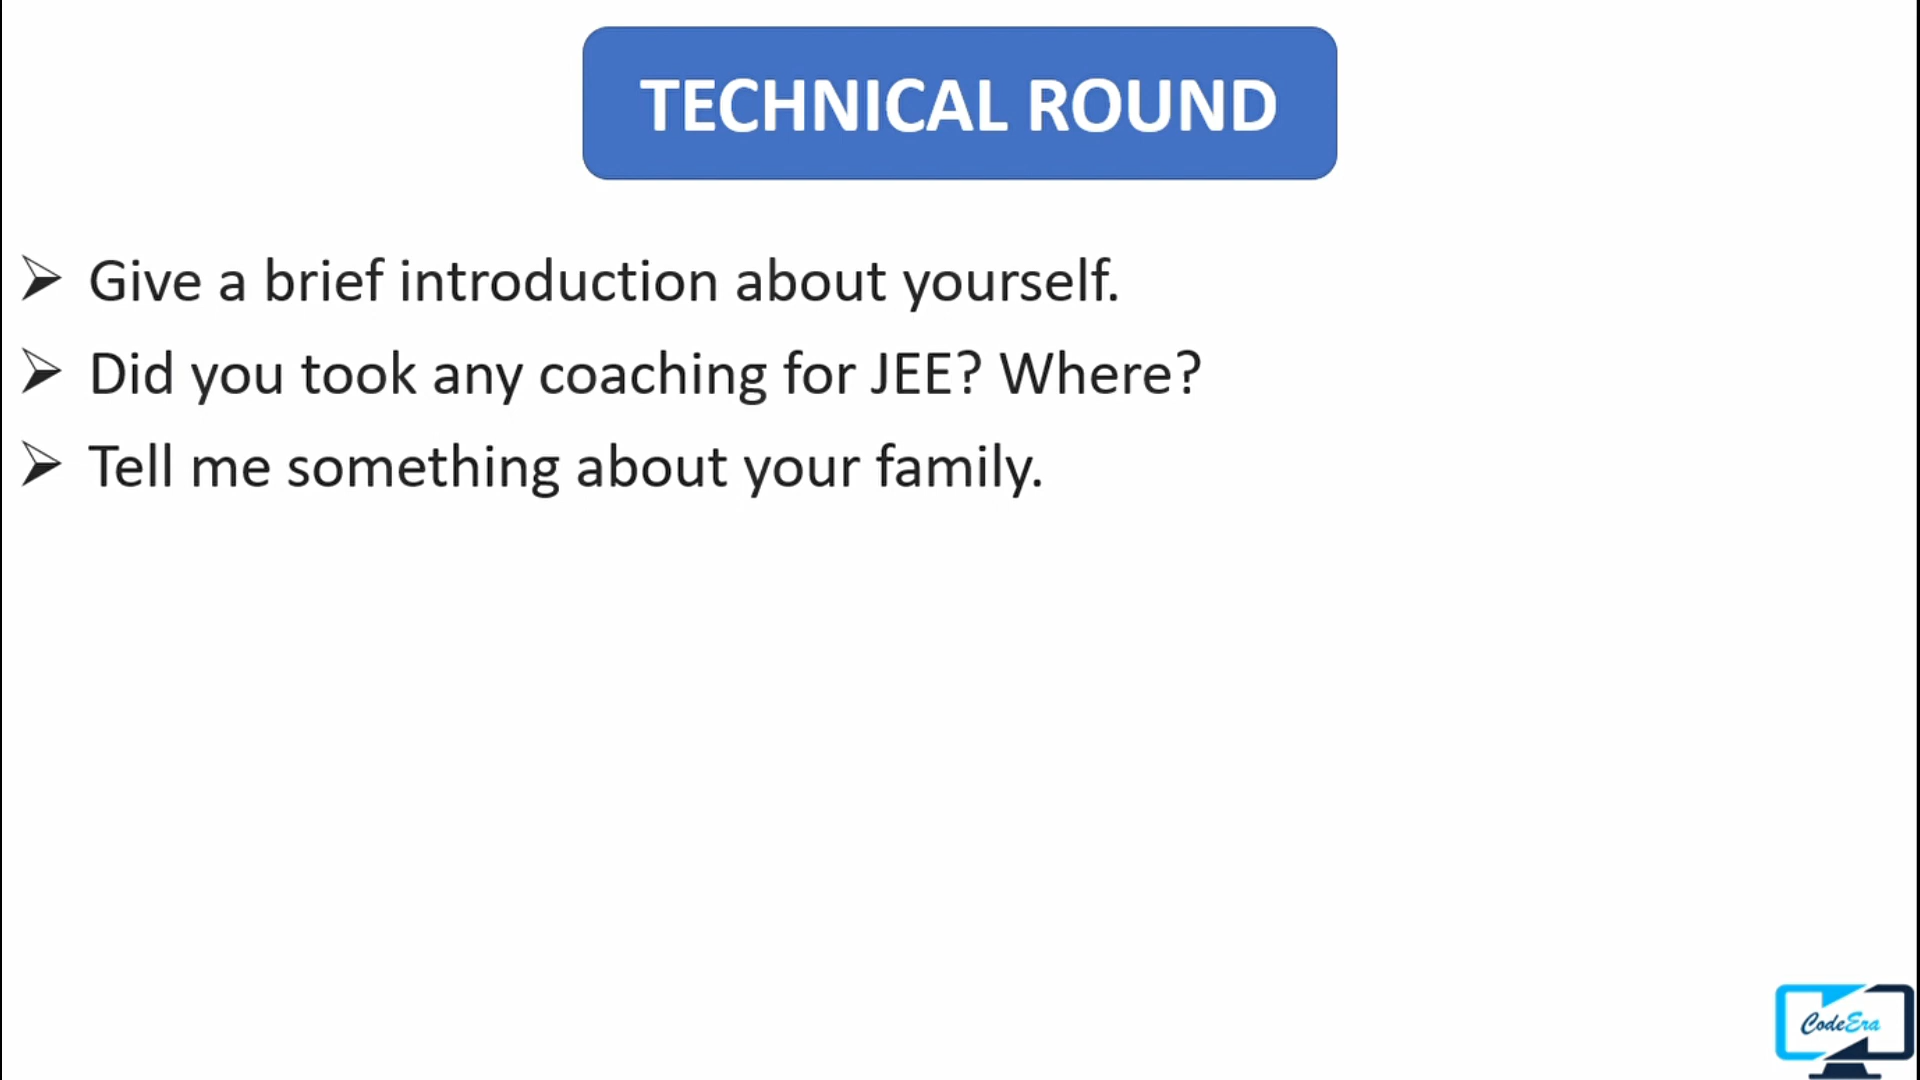 TECHNICAL ROUND
Give a brief introduction about yourself.
Did you took any coaching for JEE? Where?
Tell me something about your family.
CodeEra